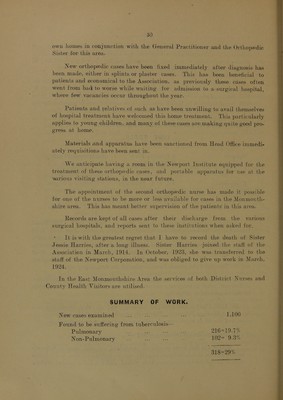 30
own homes in conjunction with the General Practitioner and the Orthopedic
Sister for this area.
New orthopedic cases have been fixed immediately after diagnosis has
been made, either in splints or plaster cases. This has been beneficial to
patients and economical to the Association, as previously these cases often
went from bad to worse while waiting for admission to a surgical hospital,
where few vacancies occur throughout the year.
Patients and relatives of such as have been unwilling to avail themselves
of hospital treatment have welcomed this home treatment. This particularly
applies to young children, and many of these cases are making quite good pro-
gress at home.
Materials and apparatus have been sanctioned from Head Office immedi-
ately requisitions have been sent in.
We anticipate having a room in the Newport Institute equipped for the
treatment of these orthopedic cases, and portable apparatus for use at the
various visiting stations, in the near future.
The appointment of the second orthopedic nurse has made it possible
for one of the nurses to be more or less available for cases in the Monmouth-
shire area. This has meant better supervision of the patients in this area.
Records are kept of all cases after their discharge from the various
surgical hospitals, and reports sent to these institutions when asked for.
It is with the greatest regret that I have to record the death of Sister
Jennie Harries, after a long illness. Sister Harries joined the staff of the
Association in March, 1914. In October, 1923, she was transferred to the
staff of the Newport Corporation, and was obliged to give up work in March,
1924.
In the East Monmouthshire Area the services of both District Nurses and
County Health Visitors are utilised.
SUMMARY OF WORK.
New cases examined 1,100
Found to be suffering from tuberculosis—
Pulmonary 216=19.7%
Non-Pulmonary 102= 9.3%
318=29%